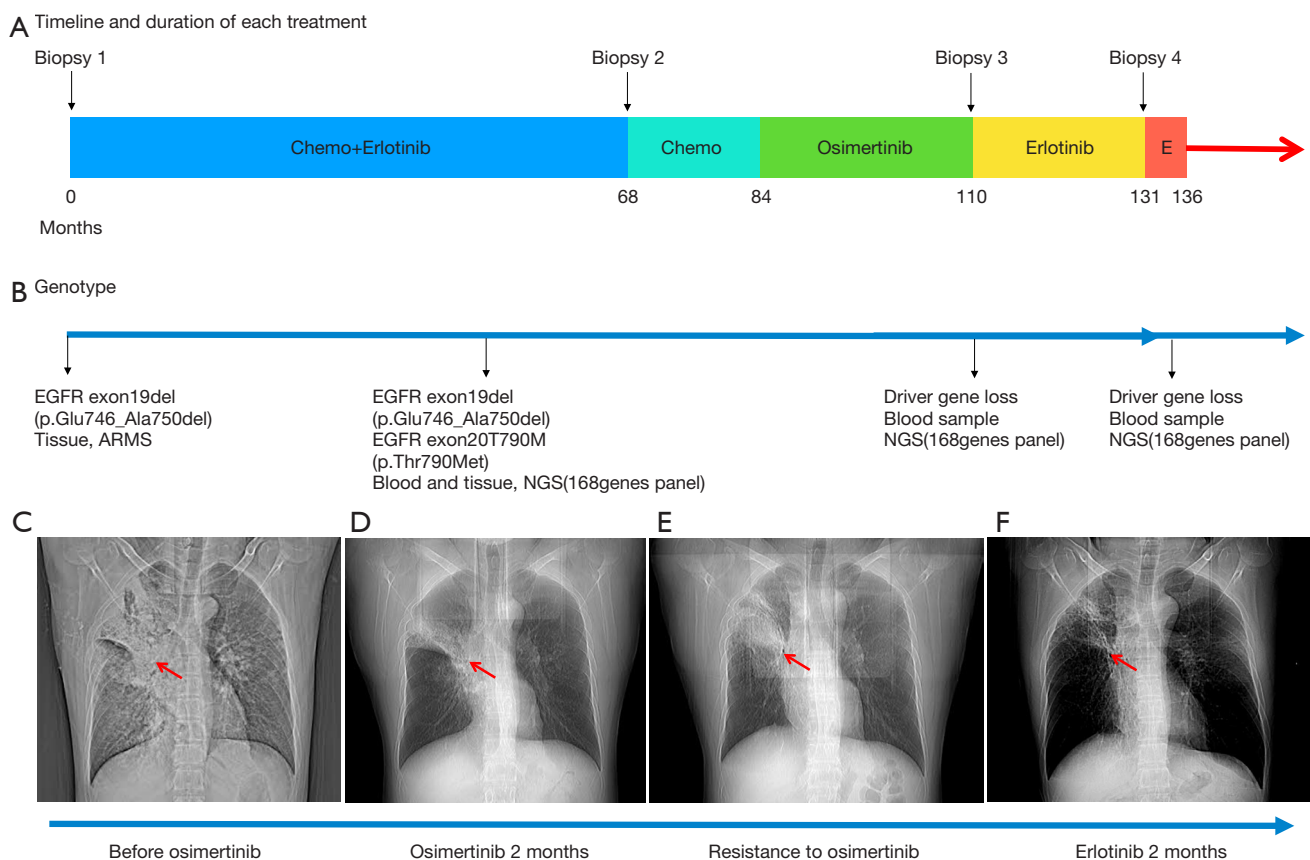 A Timeline and duration of each treatment
Biopsy 1 Biopsy 2 Biopsy 3 Biopsy 4
Chemo+Erlotinib Chemo Osimertinib Erlotinib E
0 68 84 110 131 136
Months
B Genotype
EGFR exon19del
(p.Glu746_Ala750del)
Tissue, ARMS
EGFR exon19del
(p.Glu746_Ala750del)
EGFR exon20T790M
(p.Thr790Met)
Blood and tissue, NGS(168genes panel)
Driver gene loss
Blood sample
NGS(168genes panel)
Driver gene loss
Blood sample
NGS(168genes panel)
C D E F
Before osimertinib Osimertinib 2 months Resistance to osimertinib Erlotinib 2 months